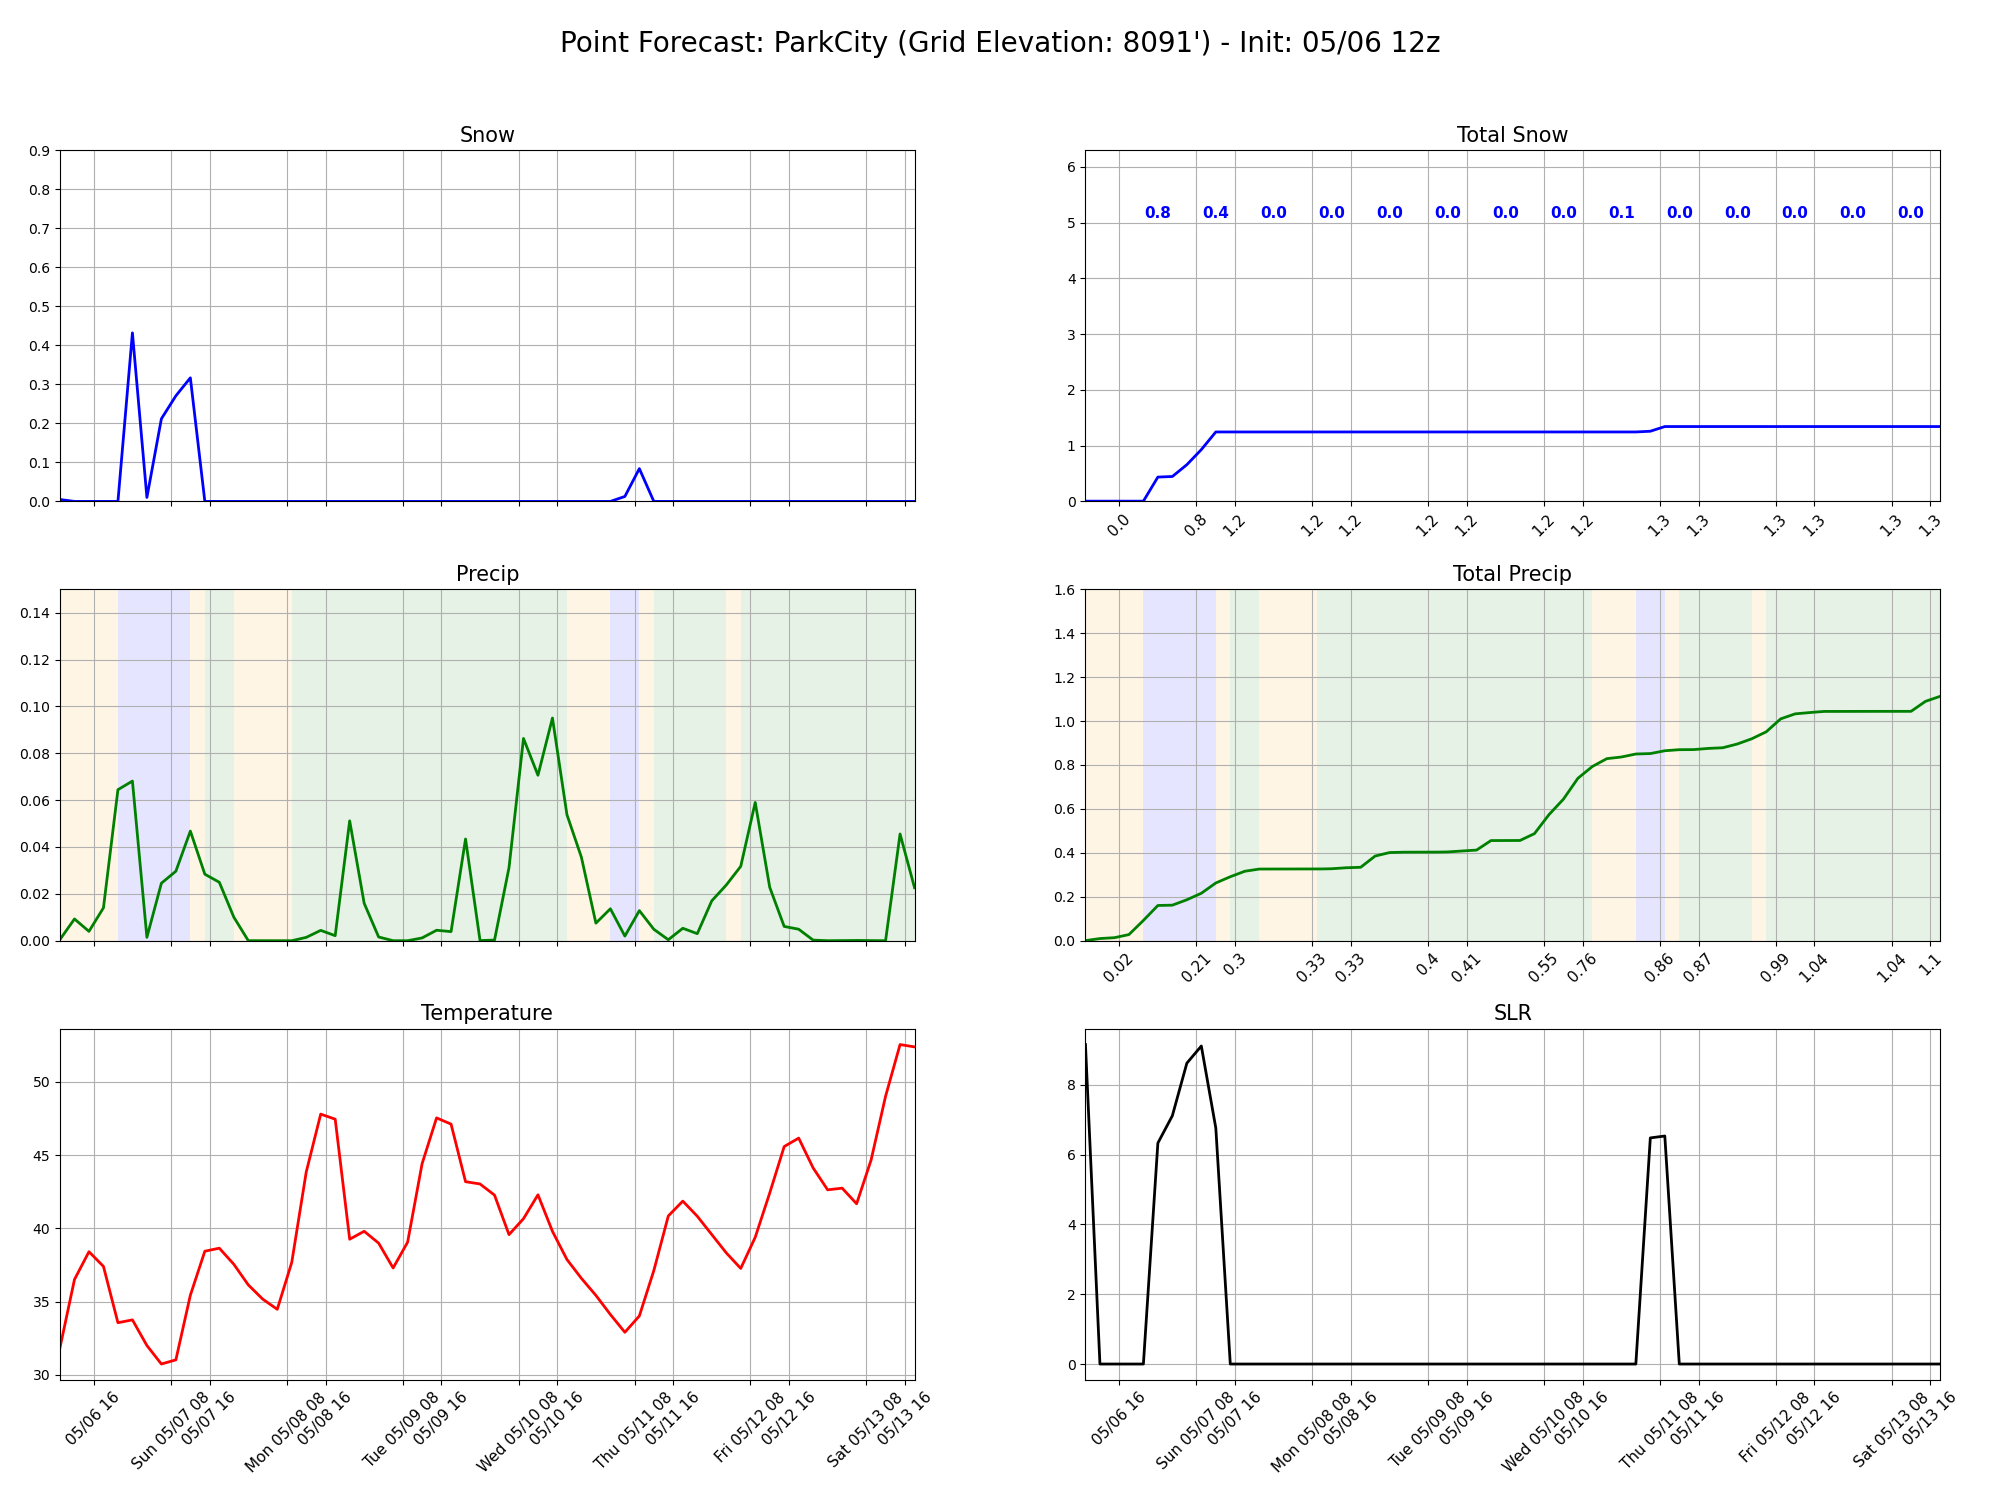 Point Forecast: ParkCity (Grid Elevation: 8091') - Init: 05/06 12z
Snow
0.9
0.8
0.7
0.6
0.5
0.4
0.3
0.2
0.1
0.0
Total Snow
6
5
4
3
2
1
0
0.8 0.4 0.0 0.0 0.0 0.0 0.0 0.0 0.1 0.0 0.0 0.0 0.0 0.0
0.0 0.8 1.2 1.2 1.2 1.2 1.2 1.2 1.2 1.3 1.3 1.3 1.3 1.3 1.3
Precip
0.14
0.12
0.10
0.08
0.06
0.04
0.02
0.00
Total Precip
1.6
1.4
1.2
1.0
0.8
0.6
0.4
0.2
0.0
0.02 0.21 0.3 0.33 0.33 0.4 0.41 0.55 0.76 0.86 0.87 0.99 1.04 1.04 1.1
Temperature
50
45
40
35
30
05/06 16
Sun 05/07 08
05/07 16
Mon 05/08 08
05/08 16
Tue 05/09 08
05/09 16
Wed 05/10 08
05/10 16
Thu 05/11 08
05/11 16
Fri 05/12 08
05/12 16
Sat 05/13 08
05/13 16
SLR
8
6
4
2
0
05/06 16
Sun 05/07 08
05/07 16
Mon 05/08 08
05/08 16
Tue 05/09 08
05/09 16
Wed 05/10 08
05/10 16
Thu 05/11 08
05/11 16
Fri 05/12 08
05/12 16
Sat 05/13 08
05/13 16